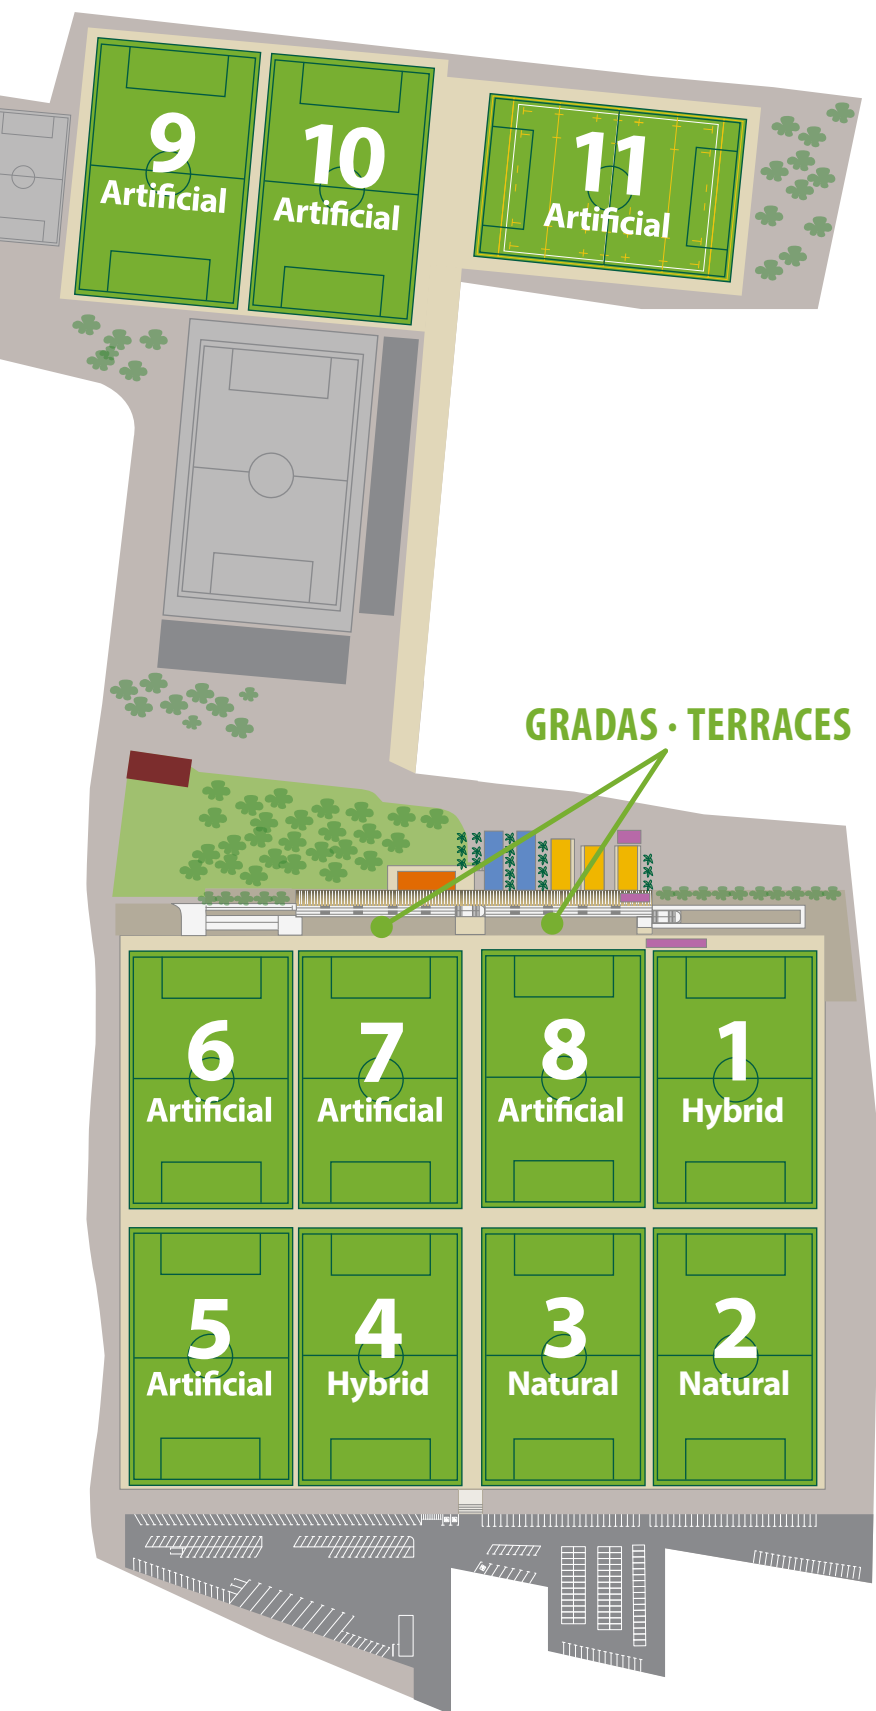 9
Artificial
10
Artificial
11
Artificial
GRADAS · TERRACES
6
Artificial
7
Artificial
8
Artificial
1
Hybrid
5
Artificial
4
Hybrid
3
Natural
2
Natural